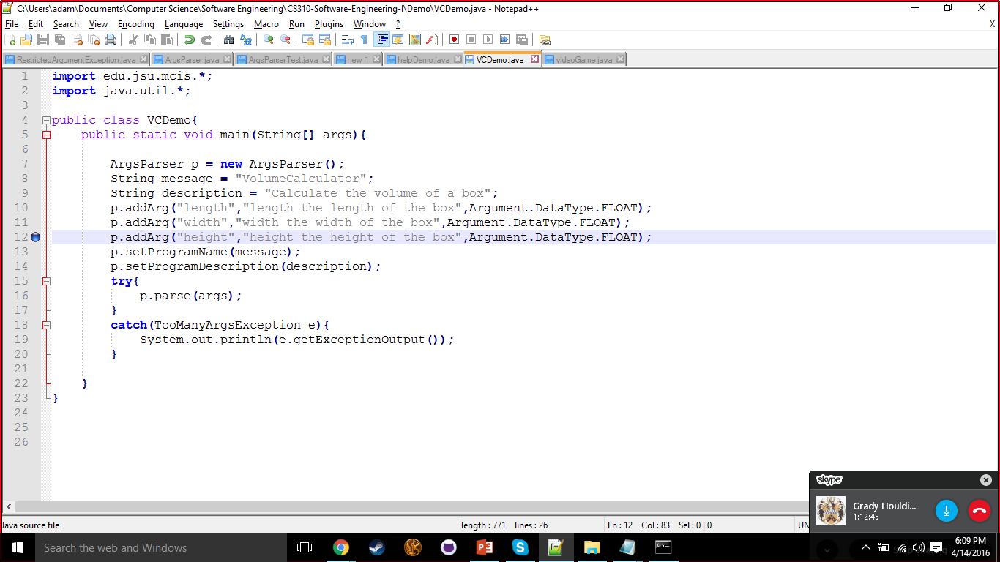 C:\Users\adam\Documents\Computer Science\Software Engineering\CS310-Software-Engineering-I\Demo\VCDemo.java - Notepad++
File Edit Search View Encoding Language Settings Macro Run Plugins Window ? X
RestrictedArgumentException.java ArgsParser.java ArgsParserTest.java new 1 helpDemo.java VCDemo.java videoGame.java
1 import edu.jsu.mcis.*;
2 import java.util.*;
3
4 public class VCDemo{
5 public static void main(String[] args){
6
7 ArgsParser p = new ArgsParser();
8 String message = "VolumeCalculator";
9 String description = "Calculate the volume of a box";
10 p.addArg("length","length the length of the box",Argument.DataType.FLOAT);
11 p.addArg("width","width the width of the box",Argument.DataType.FLOAT);
12 p.addArg("height","height the height of the box",Argument.DataType.FLOAT);
13 p.setProgramName(message);
14 p.setProgramDescription(description);
15 try{
16 p.parse(args);
17 }
18 catch(TooManyArgsException e){
19 System.out.println(e.getExceptionOutput());
20 }
21
22 }
23 }
24
25
26
skype
Grady Houldi...
1:12:45
Java source file length : 771 lines : 26 Ln : 12 Col : 83 Sel : 0 | 0 UN
Search the web and Windows
6:09 PM
4/14/2016